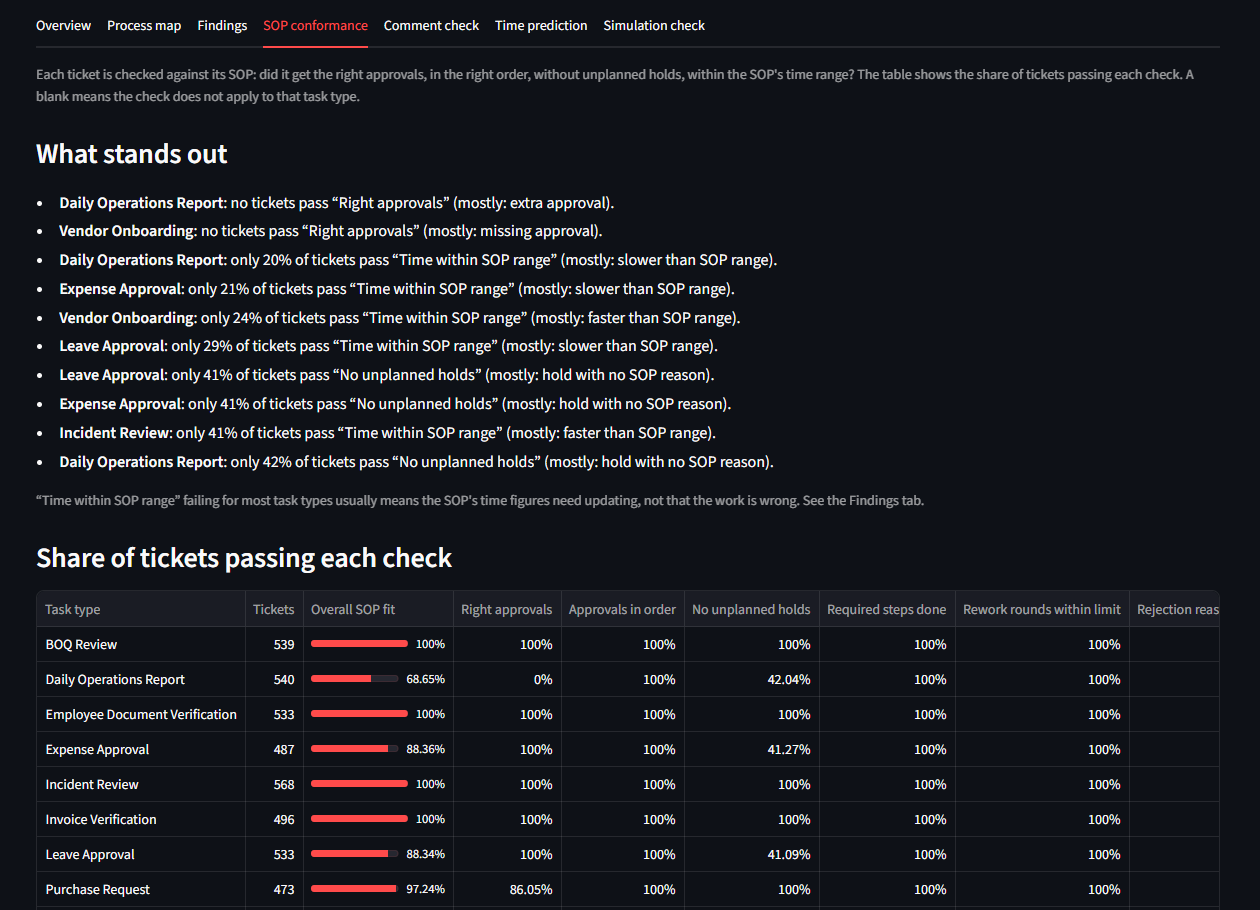 Overview Process map Findings SOP conformance Comment check Time prediction Simulation check
Each ticket is checked against its SOP: did it get the right approvals, in the right order, without unplanned holds, within the SOP's time range? The table shows the share of tickets passing each check. A
blank means the check does not apply to that task type.
What stands out
• Daily Operations Report: no tickets pass “Right approvals” (mostly: extra approval).
• Vendor Onboarding: no tickets pass “Right approvals” (mostly: missing approval).
• Daily Operations Report: only 20% of tickets pass “Time within SOP range” (mostly: slower than SOP range).
• Expense Approval: only 21% of tickets pass “Time within SOP range” (mostly: slower than SOP range).
• Vendor Onboarding: only 24% of tickets pass “Time within SOP range” (mostly: faster than SOP range).
• Leave Approval: only 29% of tickets pass “Time within SOP range” (mostly: slower than SOP range).
• Leave Approval: only 41% of tickets pass “No unplanned holds” (mostly: hold with no SOP reason).
• Expense Approval: only 41% of tickets pass “No unplanned holds” (mostly: hold with no SOP reason).
• Incident Review: only 41% of tickets pass “Time within SOP range” (mostly: faster than SOP range).
• Daily Operations Report: only 42% of tickets pass “No unplanned holds” (mostly: hold with no SOP reason).
“Time within SOP range” failing for most task types usually means the SOP's time figures need updating, not that the work is wrong. See the Findings tab.
Share of tickets passing each check
Task type Tickets Overall SOP fit Right approvals Approvals in order No unplanned holds Required steps done Rework rounds within limit Rejection reas
BOQ Review 539 100% 100% 100% 100% 100% 100%
Daily Operations Report 540 68.65% 0% 100% 42.04% 100% 100%
Employee Document Verification 533 100% 100% 100% 100% 100% 100%
Expense Approval 487 88.36% 100% 100% 41.27% 100% 100%
Incident Review 568 100% 100% 100% 100% 100% 100%
Invoice Verification 496 100% 100% 100% 100% 100% 100%
Leave Approval 533 88.34% 100% 100% 41.09% 100% 100%
Purchase Request 473 97.24% 86.05% 100% 100% 100% 100%